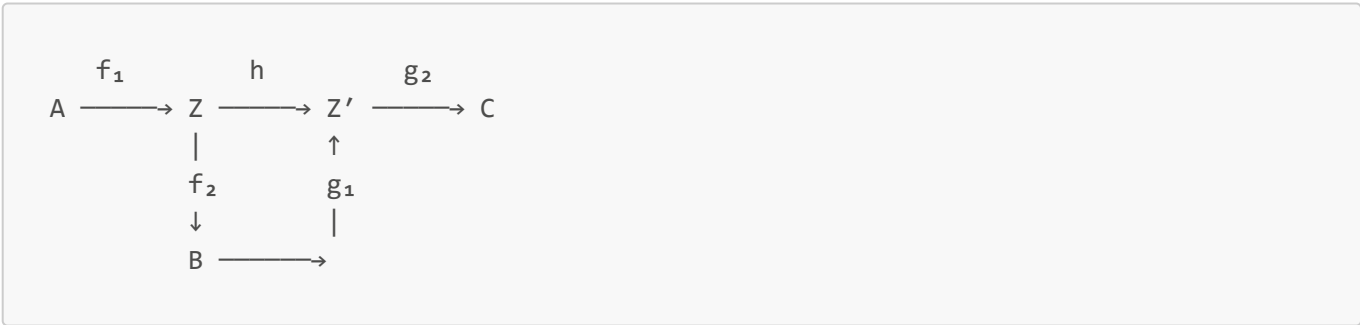 f₁ h g₂
A ─────→ Z ─────→ Z′ ─────→ C
│ ↑
f₂ g₁
↓ │
B ──────→